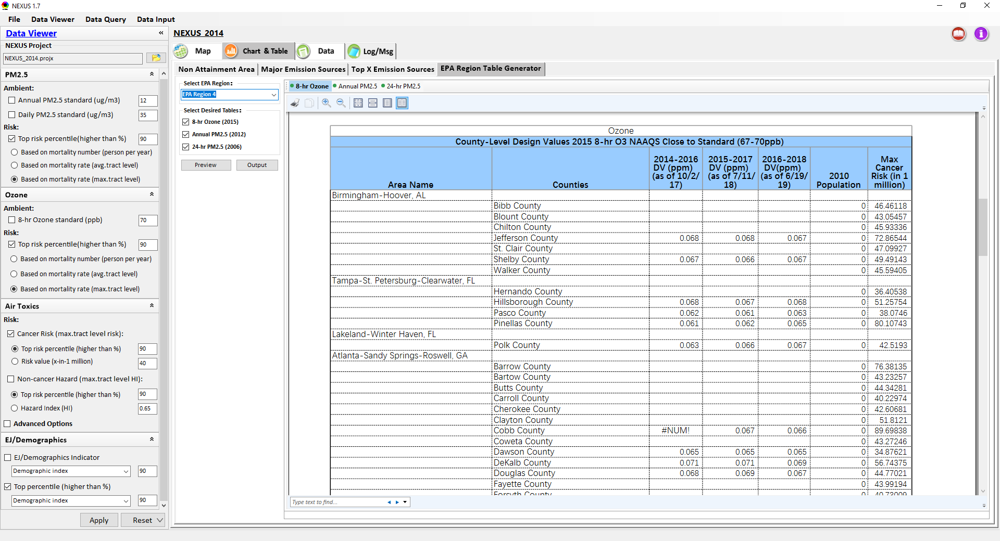 NEXUS 1.7
File Data Viewer Data Query Data Input
Data Viewer «
NEXUS Project
NEXUS_2014.projx
PM2.5
Ambient:
Annual PM2.5 standard (ug/m3) 12
Daily PM2.5 standard (ug/m3) 35
Risk:
Top risk percentile(higher than %) 90
Based on mortality number (person per year)
Based on mortality rate (avg.tract level)
Based on mortality rate (max.tract level)
Ozone
Ambient:
8-hr Ozone standard (ppb) 70
Risk:
Top risk percentile(higher than %) 90
Based on mortality number (person per year)
Based on mortality rate (avg.tract level)
Based on mortality rate (max.tract level)
Air Toxics
Risk:
Cancer Risk (max.tract level risk):
Top risk percentile (higher than %) 90
Risk value (x-in-1 million) 40
Non-cancer Hazard (max.tract level HI):
Top risk percentile (higher than %) 90
Hazard Index (HI) 0.65
Advanced Options
EJ/Demographics
EJ/Demographics Indicator
Demographic index 90
Top percentile (higher than %)
Demographic index 90
Apply Reset
NEXUS_2014
Map Chart & Table Data Log/Msg
Non Attainment Area Major Emission Sources Top X Emission Sources EPA Region Table Generator
Select EPA Region:
EPA Region 4
Select Desired Tables:
8-hr Ozone (2015)
Annual PM2.5 (2012)
24-hr PM2.5 (2006)
Preview Output
8-hr Ozone Annual PM2.5 24-hr PM2.5
Ozone
County-Level Design Values 2015 8-hr O3 NAAQS Close to Standard (67-70ppb)
Area Name Counties 2014-2016 DV (ppm) (as of 10/2/17) 2015-2017 DV (ppm) (as of 7/11/18) 2016-2018 DV(ppm) (as of 6/19/19) 2010 Population Max Cancer Risk (in 1 million)
Birmingham-Hoover, AL
Bibb County 0 46.46118
Blount County 0 43.05457
Chilton County 0 45.93336
Jefferson County 0.068 0.068 0.067 0 72.86544
St. Clair County 0 47.09927
Shelby County 0.067 0.066 0.067 0 49.49143
Walker County 0 45.59405
Tampa-St. Petersburg-Clearwater, FL
Hernando County 0 36.40538
Hillsborough County 0.068 0.067 0.068 0 51.25754
Pasco County 0.062 0.061 0.063 0 38.0746
Pinellas County 0.061 0.062 0.065 0 80.10743
Lakeland-Winter Haven, FL
Polk County 0.063 0.066 0.067 0 42.5193
Atlanta-Sandy Springs-Roswell, GA
Barrow County 0 76.38135
Bartow County 0 43.23257
Butts County 0 44.34281
Carroll County 0 40.22974
Cherokee County 0 42.60681
Clayton County 0 51.8121
Cobb County #NUM! 0.067 0.066 0 89.69838
Coweta County 0 43.27246
Dawson County 0.065 0.065 0.065 0 34.87621
DeKalb County 0.071 0.071 0.069 0 56.74375
Douglas County 0.068 0.069 0.067 0 44.77021
Fayette County 0 43.99194
Forsyth County 0 40.73009
Type text to find...